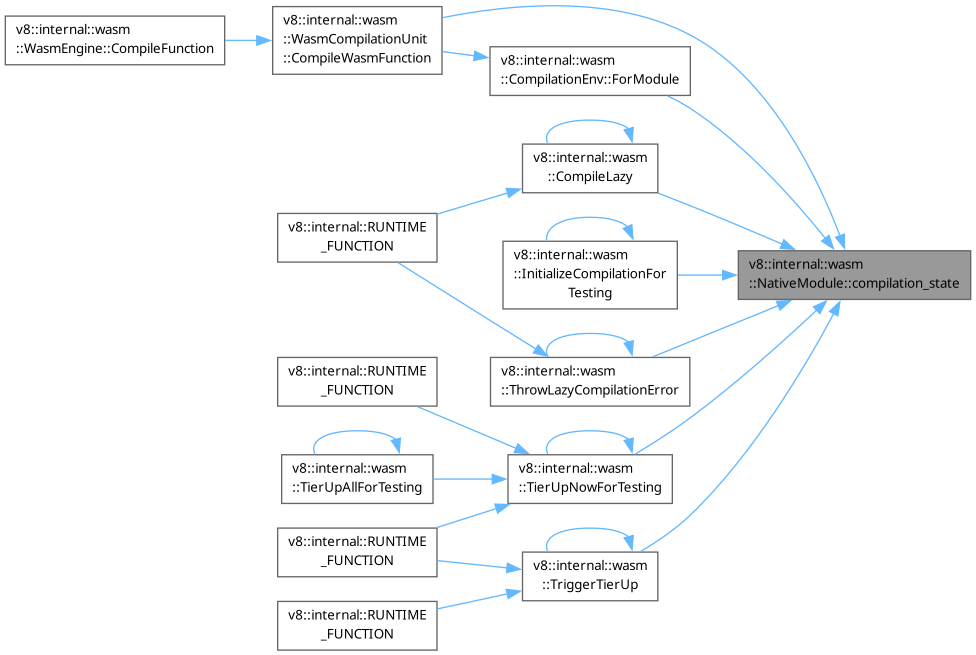 v8::internal::wasm
::WasmEngine::CompileFunction
v8::internal::wasm
::WasmCompilationUnit
::CompileWasmFunction
v8::internal::wasm
::CompilationEnv::ForModule
v8::internal::wasm
::CompileLazy
v8::internal::RUNTIME
_FUNCTION
v8::internal::wasm
::InitializeCompilationFor
Testing
v8::internal::wasm
::NativeModule::compilation_state
v8::internal::wasm
::ThrowLazyCompilationError
v8::internal::RUNTIME
_FUNCTION
v8::internal::wasm
::TierUpAllForTesting
v8::internal::wasm
::TierUpNowForTesting
v8::internal::RUNTIME
_FUNCTION
v8::internal::wasm
::TriggerTierUp
v8::internal::RUNTIME
_FUNCTION